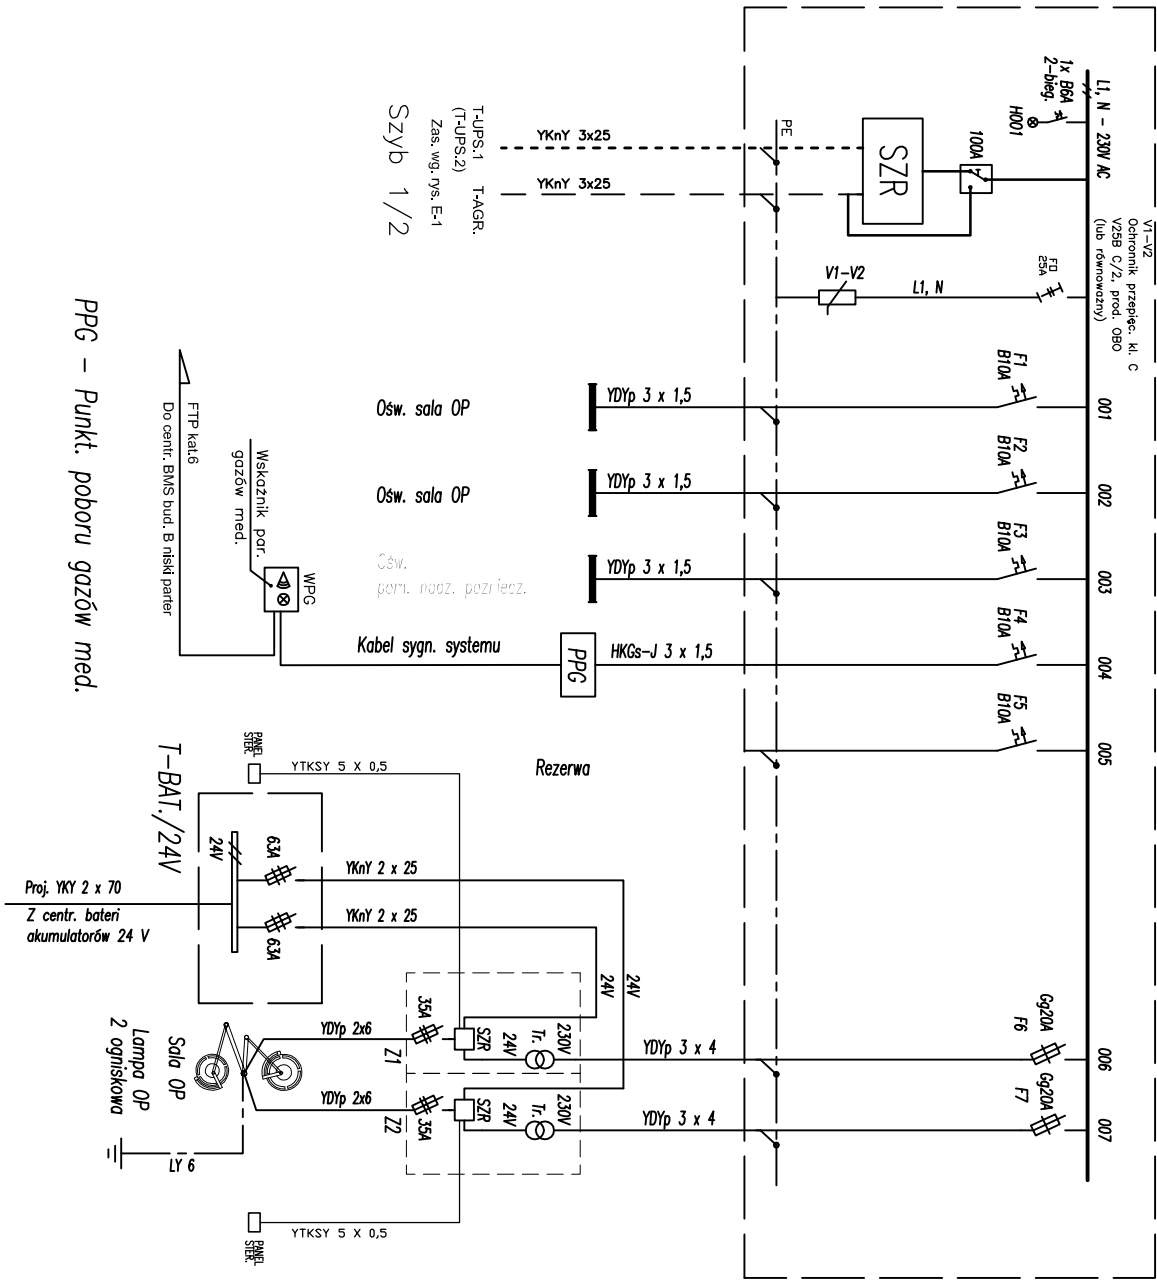 L1, N - 230V AC
1x B6A
2-bieg.
H001
100A
SZR
PE
YKnY 3x25
YKnY 3x25
T-UPS.1
(T-UPS.2)
T-AGR.
Zas. wg. rys. E-1
Szyb 1/2
V1-V2
Ochronnik przepięc. kl. C
V25B C/2, prod. OBO
(lub równoważny)
FD
25A
L1, N
V1-V2
001
F1
B10A
YDYp 3 x 1,5
Ośw. sala OP
002
F2
B10A
YDYp 3 x 1,5
Ośw. sala OP
003
F3
B10A
YDYp 3 x 1,5
Ośw.
004
F4
B10A
HKGs-J 3 x 1,5
PPG
Kabel sygn. systemu
WPG
Wskaźnik par.
gazów med.
FTP kat.6
Do centr. BMS bud. B niski parter
PPG - Punkt. poboru gazów med.
005
F5
B10A
Rezerwa
PANEL
STER.
YTKSY 5 X 0,5
T-BAT./24V
24V
63A
63A
YKnY 2 x 25
YKnY 2 x 25
Proj. YKY 2 x 70
Z centr. bateri
akumulatorów 24 V
24V
24V
006
Gg20A
F6
YDYp 3 x 4
230V
Tr.
24V
SZR
35A
Z1
YDYp 2x6
007
Gg20A
F7
YDYp 3 x 4
230V
Tr.
24V
SZR
35A
Z2
YDYp 2x6
Sala OP
Lampa OP
2 ogniskowa
LY 6
YTKSY 5 X 0,5
PANEL
STER.